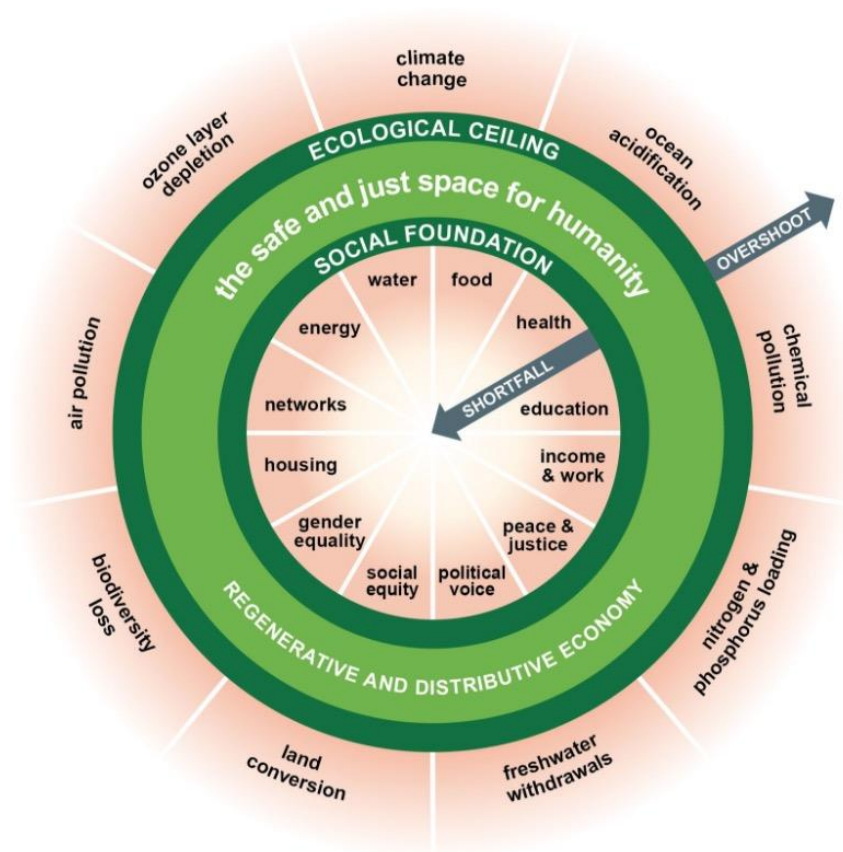 climate
change
ocean
acidification
OVERSHOOT
chemical
pollution
nitrogen &
phosphorus loading
freshwater
withdrawals
land
conversion
biodiversity
loss
air pollution
ozone layer
depletion
ECOLOGICAL CEILING
the safe and just space for humanity
SOCIAL FOUNDATION
water
food
health
SHORTFALL
education
income
& work
peace &
justice
political
voice
social
equity
gender
equality
housing
networks
energy
REGENERATIVE AND DISTRIBUTIVE ECONOMY